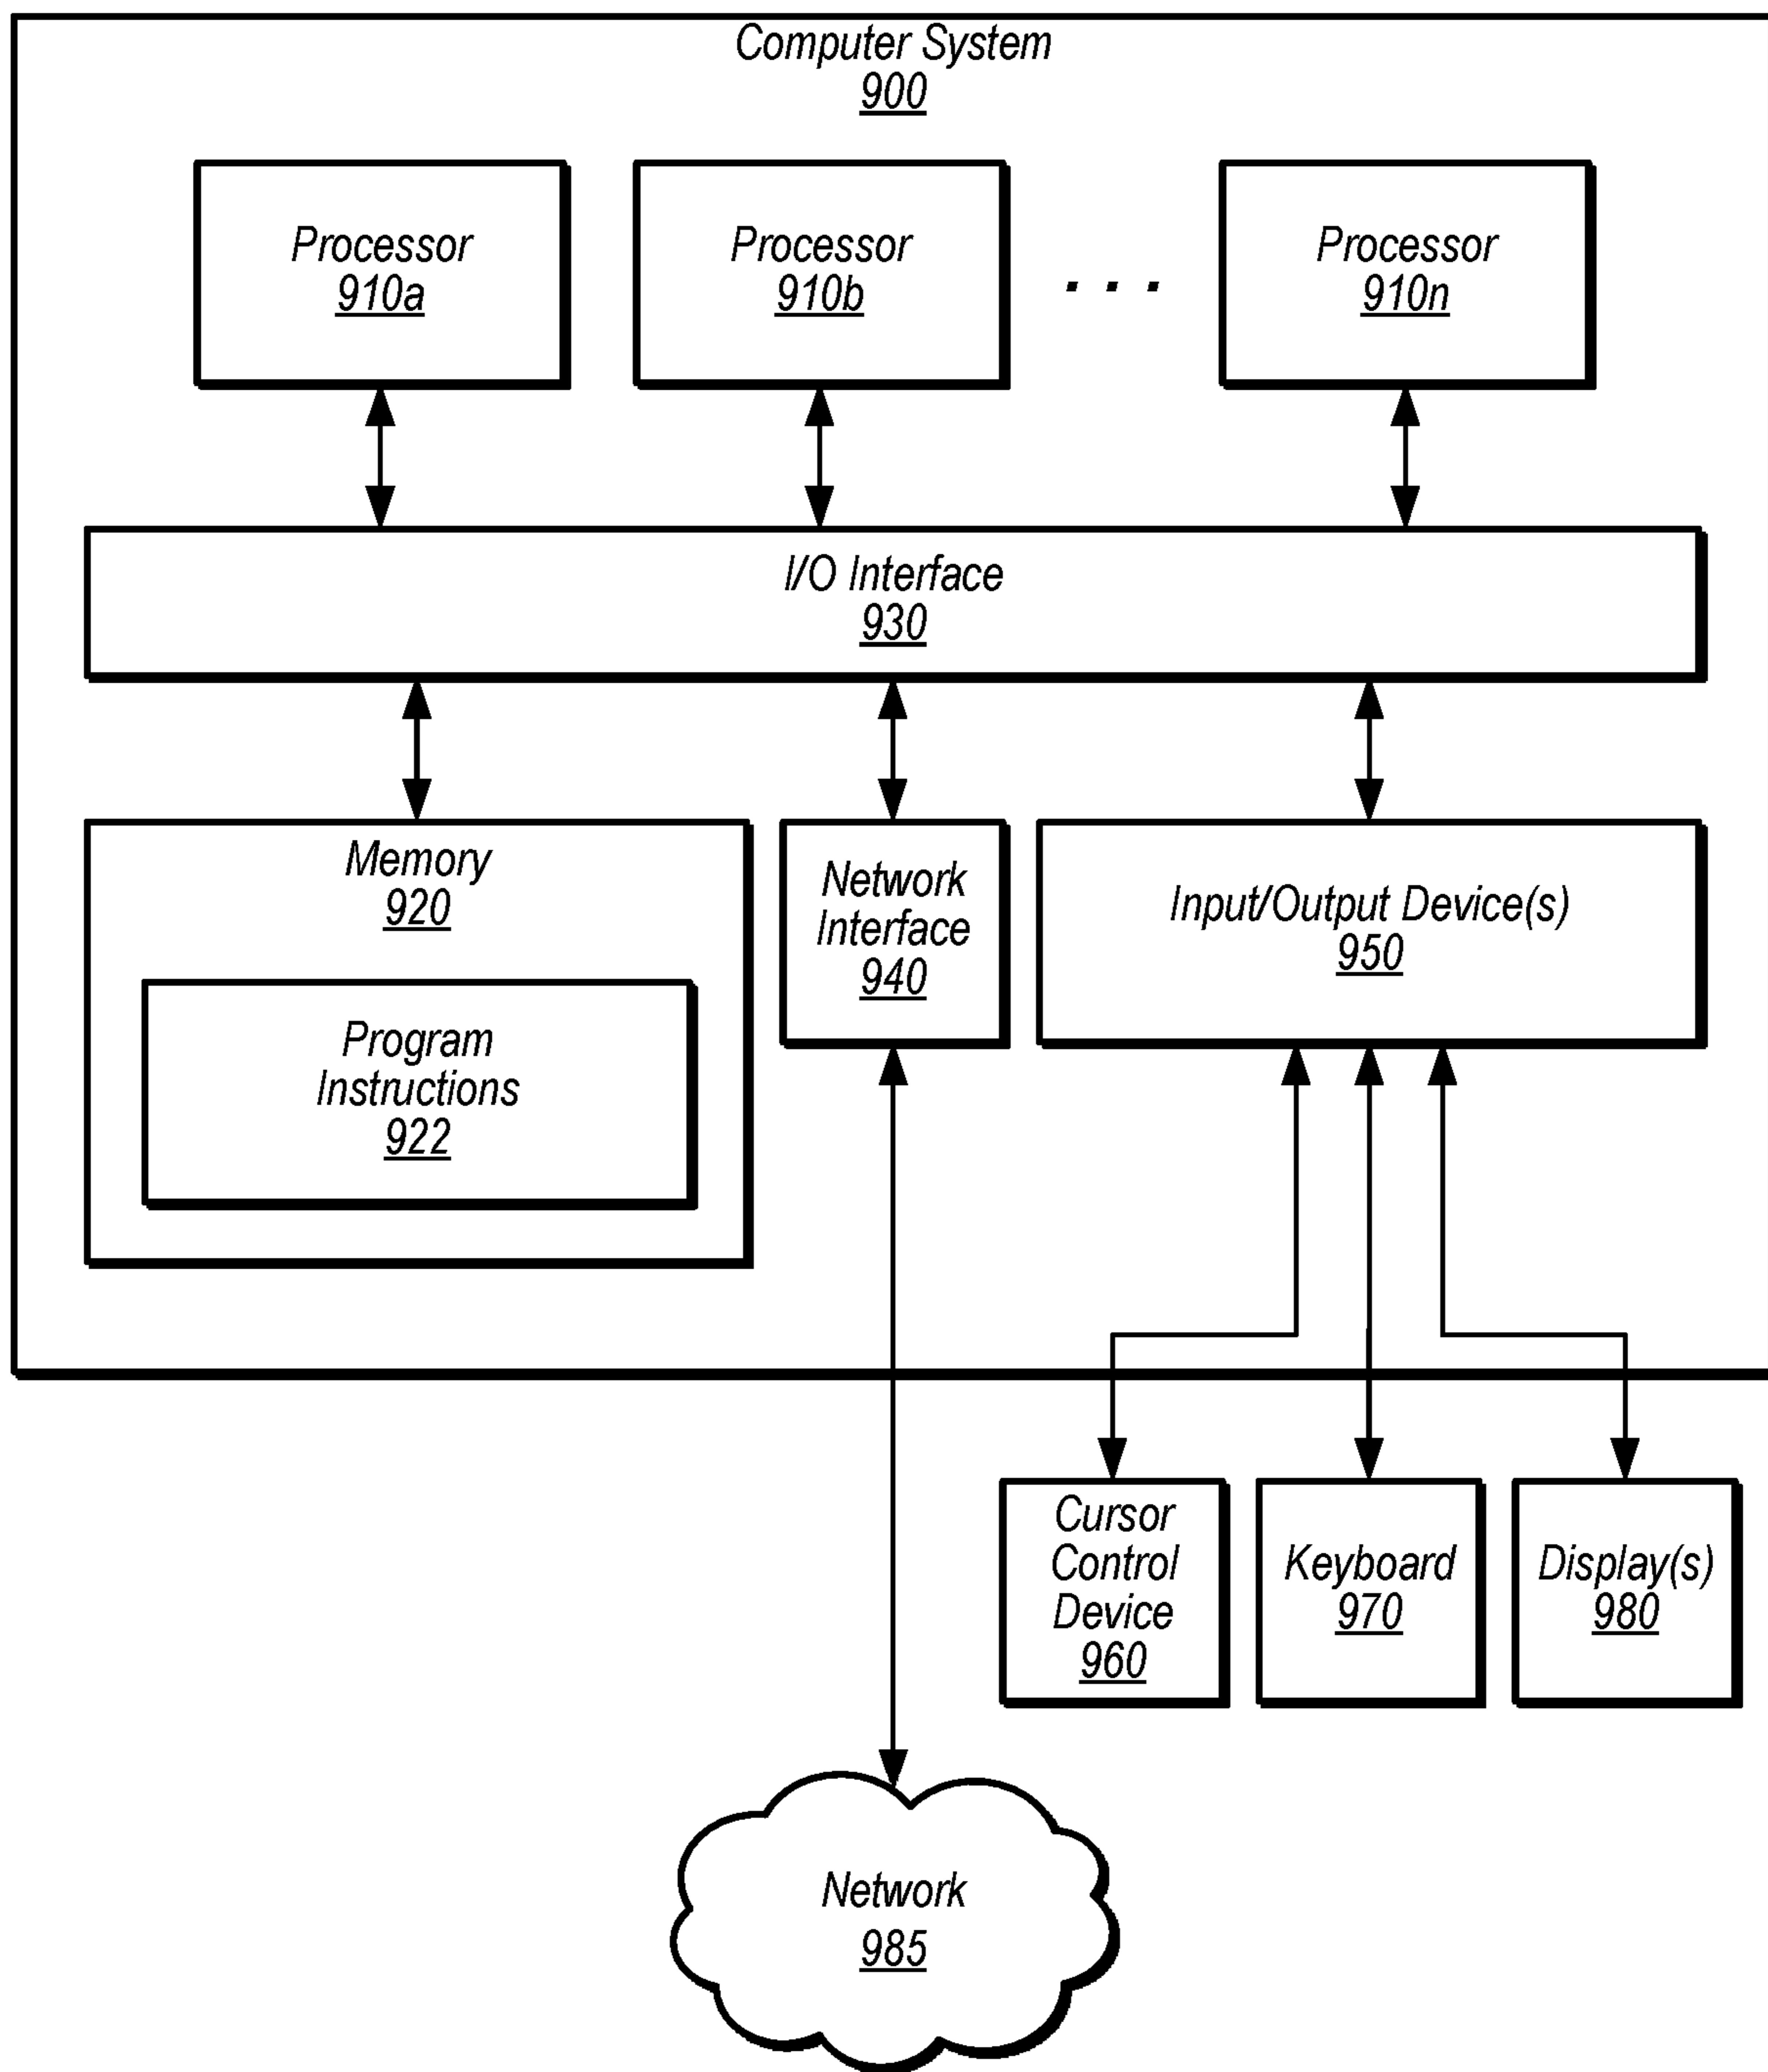 Computer System
900
Processor
910a
Processor
910b
. . .
Processor
910n
I/O Interface
930
Memory
920
Program
Instructions
922
Network
Interface
940
Input/Output Device(s)
950
Cursor
Control
Device
960
Keyboard
970
Display(s)
980
Network
985